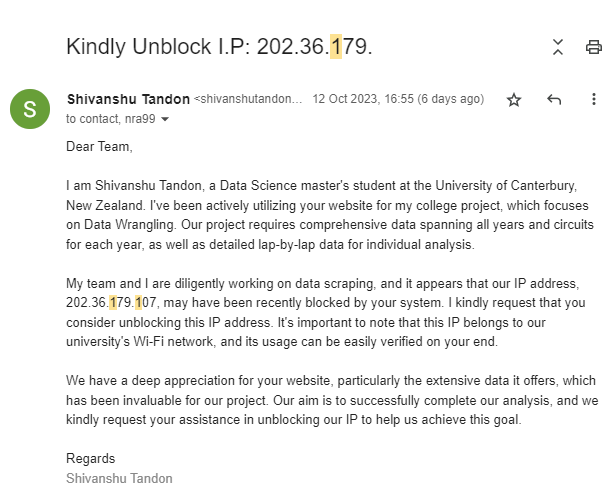 Kindly Unblock I.P: 202.36.179.
S
Shivanshu Tandon <shivanshutandon... 12 Oct 2023, 16:55 (6 days ago)
to contact, nra99
Dear Team,
I am Shivanshu Tandon, a Data Science master's student at the University of Canterbury,
New Zealand. I've been actively utilizing your website for my college project, which focuses
on Data Wrangling. Our project requires comprehensive data spanning all years and circuits
for each year, as well as detailed lap-by-lap data for individual analysis.
My team and I are diligently working on data scraping, and it appears that our IP address,
202.36.179.107, may have been recently blocked by your system. I kindly request that you
consider unblocking this IP address. It's important to note that this IP belongs to our
university's Wi-Fi network, and its usage can be easily verified on your end.
We have a deep appreciation for your website, particularly the extensive data it offers, which
has been invaluable for our project. Our aim is to successfully complete our analysis, and we
kindly request your assistance in unblocking our IP to help us achieve this goal.
Regards
Shivanshu Tandon